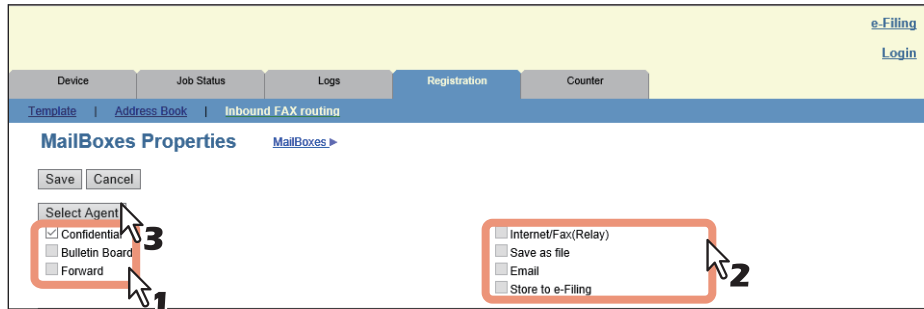 e-Filing
Login
Device Job Status Logs Registration Counter
Template | Address Book | Inbound FAX routing
MailBoxes Properties MailBoxes
Save Cancel
Select Agent
3
Confidential
Bulletin Board
Forward
1
Internet/Fax(Relay)
Save as file
Email
Store to e-Filing
2